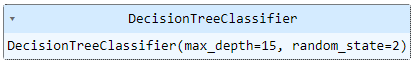 DecisionTreeClassifier
DecisionTreeClassifier(max_depth=15, random_state=2)